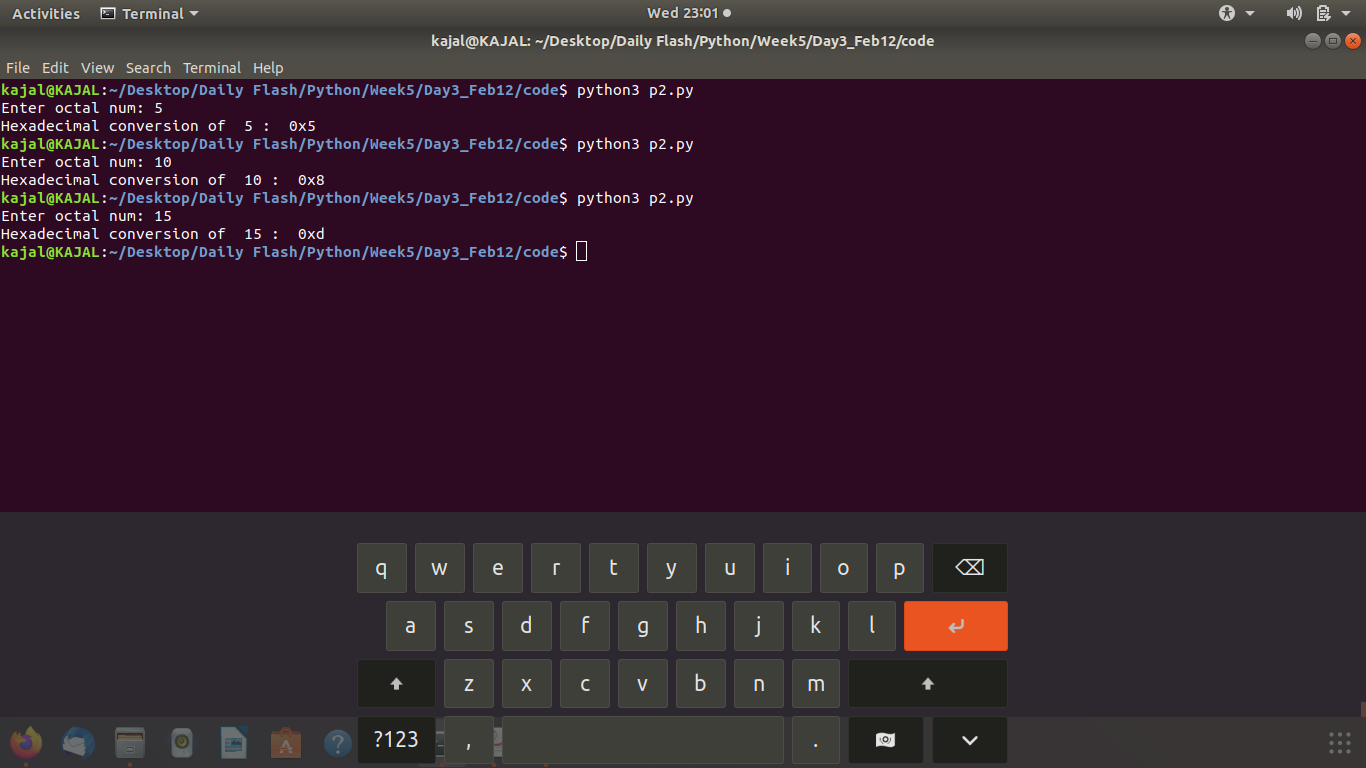 Activities Terminal Wed 23:01
kajal@KAJAL: ~/Desktop/Daily Flash/Python/Week5/Day3_Feb12/code
File Edit View Search Terminal Help
kajal@KAJAL:~/Desktop/Daily Flash/Python/Week5/Day3_Feb12/code$ python3 p2.py
Enter octal num: 5
Hexadecimal conversion of  5 :  0x5
kajal@KAJAL:~/Desktop/Daily Flash/Python/Week5/Day3_Feb12/code$ python3 p2.py
Enter octal num: 10
Hexadecimal conversion of  10 :  0x8
kajal@KAJAL:~/Desktop/Daily Flash/Python/Week5/Day3_Feb12/code$ python3 p2.py
Enter octal num: 15
Hexadecimal conversion of  15 :  0xd
kajal@KAJAL:~/Desktop/Daily Flash/Python/Week5/Day3_Feb12/code$
q w e r t y u i o p
a s d f g h j k l
z x c v b n m
?123 , .